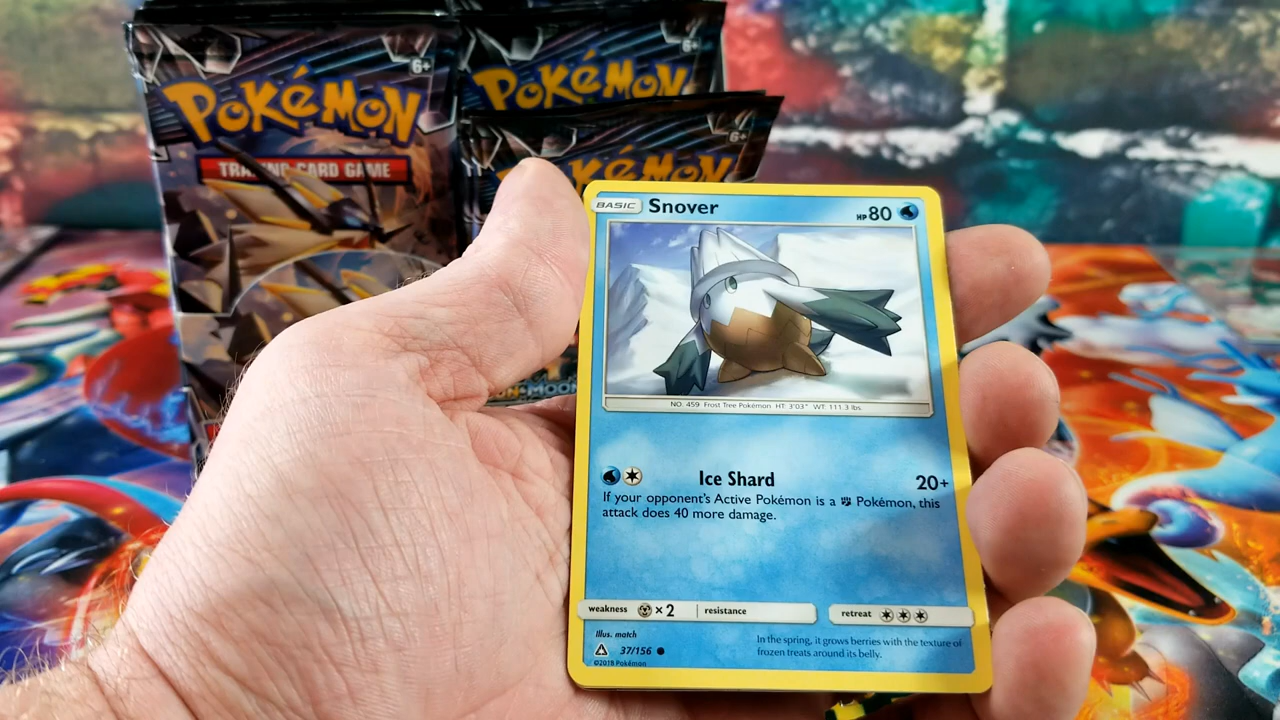 6+
POKéMON
TRADING CARD GAME
6+
POKéMON
6+
POKéMON
BASIC Snover HP 80
NO. 459 Frost Tree Pokémon HT: 3'03" WT: 111.3 lbs.
Ice Shard 20+
If your opponent's Active Pokémon is a Pokémon, this
attack does 40 more damage.
weakness ×2 resistance retreat
Illus. match
37/156
©2018 Pokémon
In the spring, it grows berries with the texture of
frozen treats around its belly.